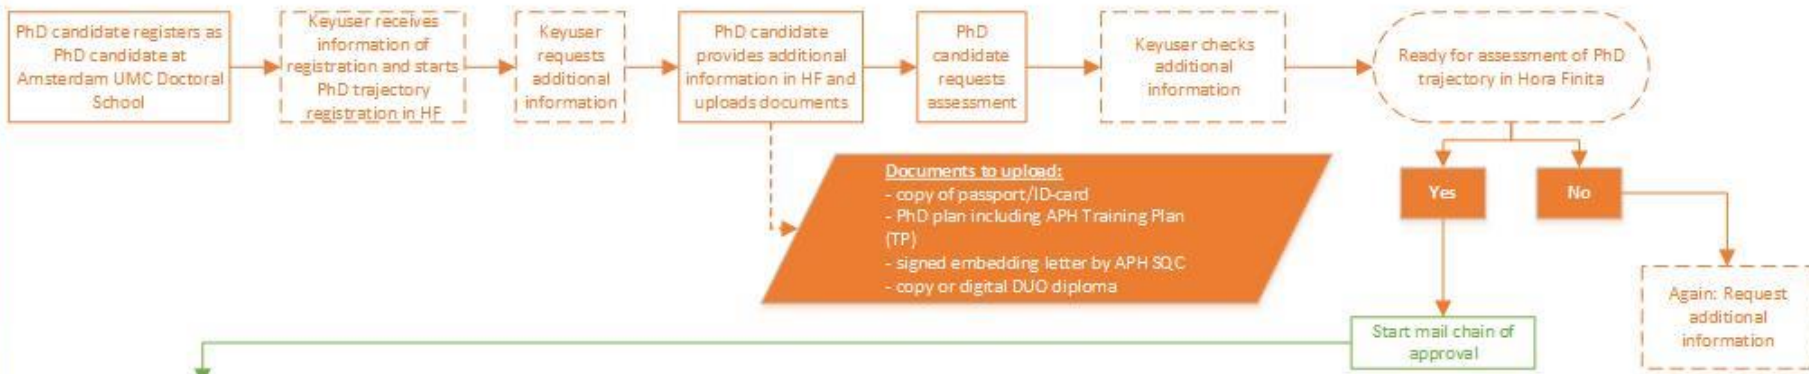 PhD candidate registers as
PhD candidate at
Amsterdam UMC Doctoral
School
Keyuser receives
information of
registration and starts
PhD trajectory
registration in HF
Keyuser
requests
additional
information
PhD candidate
provides additional
information in HF and
uploads documents
PhD
candidate
requests
assessment
Keyuser checks
additional
information
Ready for assessment of PhD
trajectory in Hora Finita
Documents to upload:
- copy of passport/ID-card
- PhD plan including APH Training Plan
(TP)
- signed embedding letter by APH SQC
- copy or digital DUO diploma
Yes
No
Start mail chain of
approval
Again: Request
additional
information